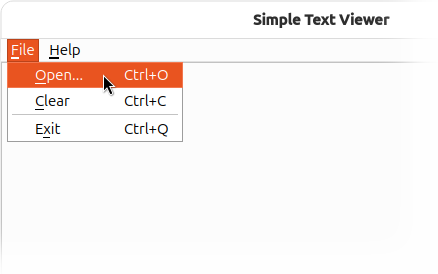 Simple Text Viewer
File Help
Open... Ctrl+O
Clear Ctrl+C
Exit Ctrl+Q